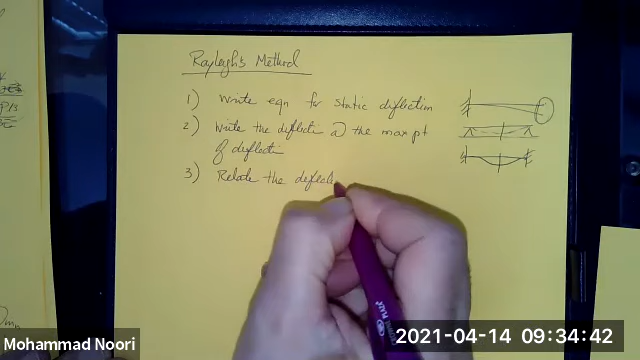 Rayleigh's Method
1) Write eqn for static deflection
2) Write the deflectn @ the max pt
of deflectn
3) Relate the deflecti
Mohammad Noori
2021-04-14 09:34:42